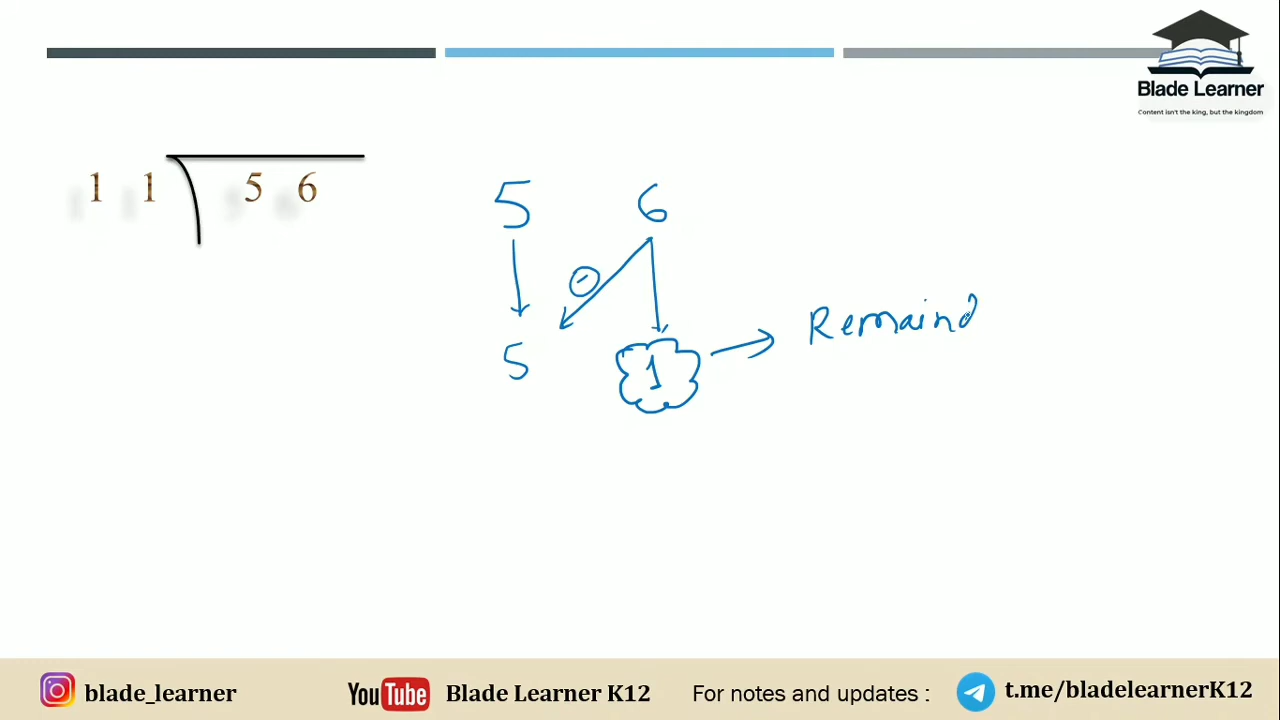 Blade Learner
Content isn't the king, but the kingdom
1 1 5 6
5 6
-
5 1 → Remaind
blade_learner
YouTube Blade Learner K12
For notes and updates :
t.me/bladelearnerK12